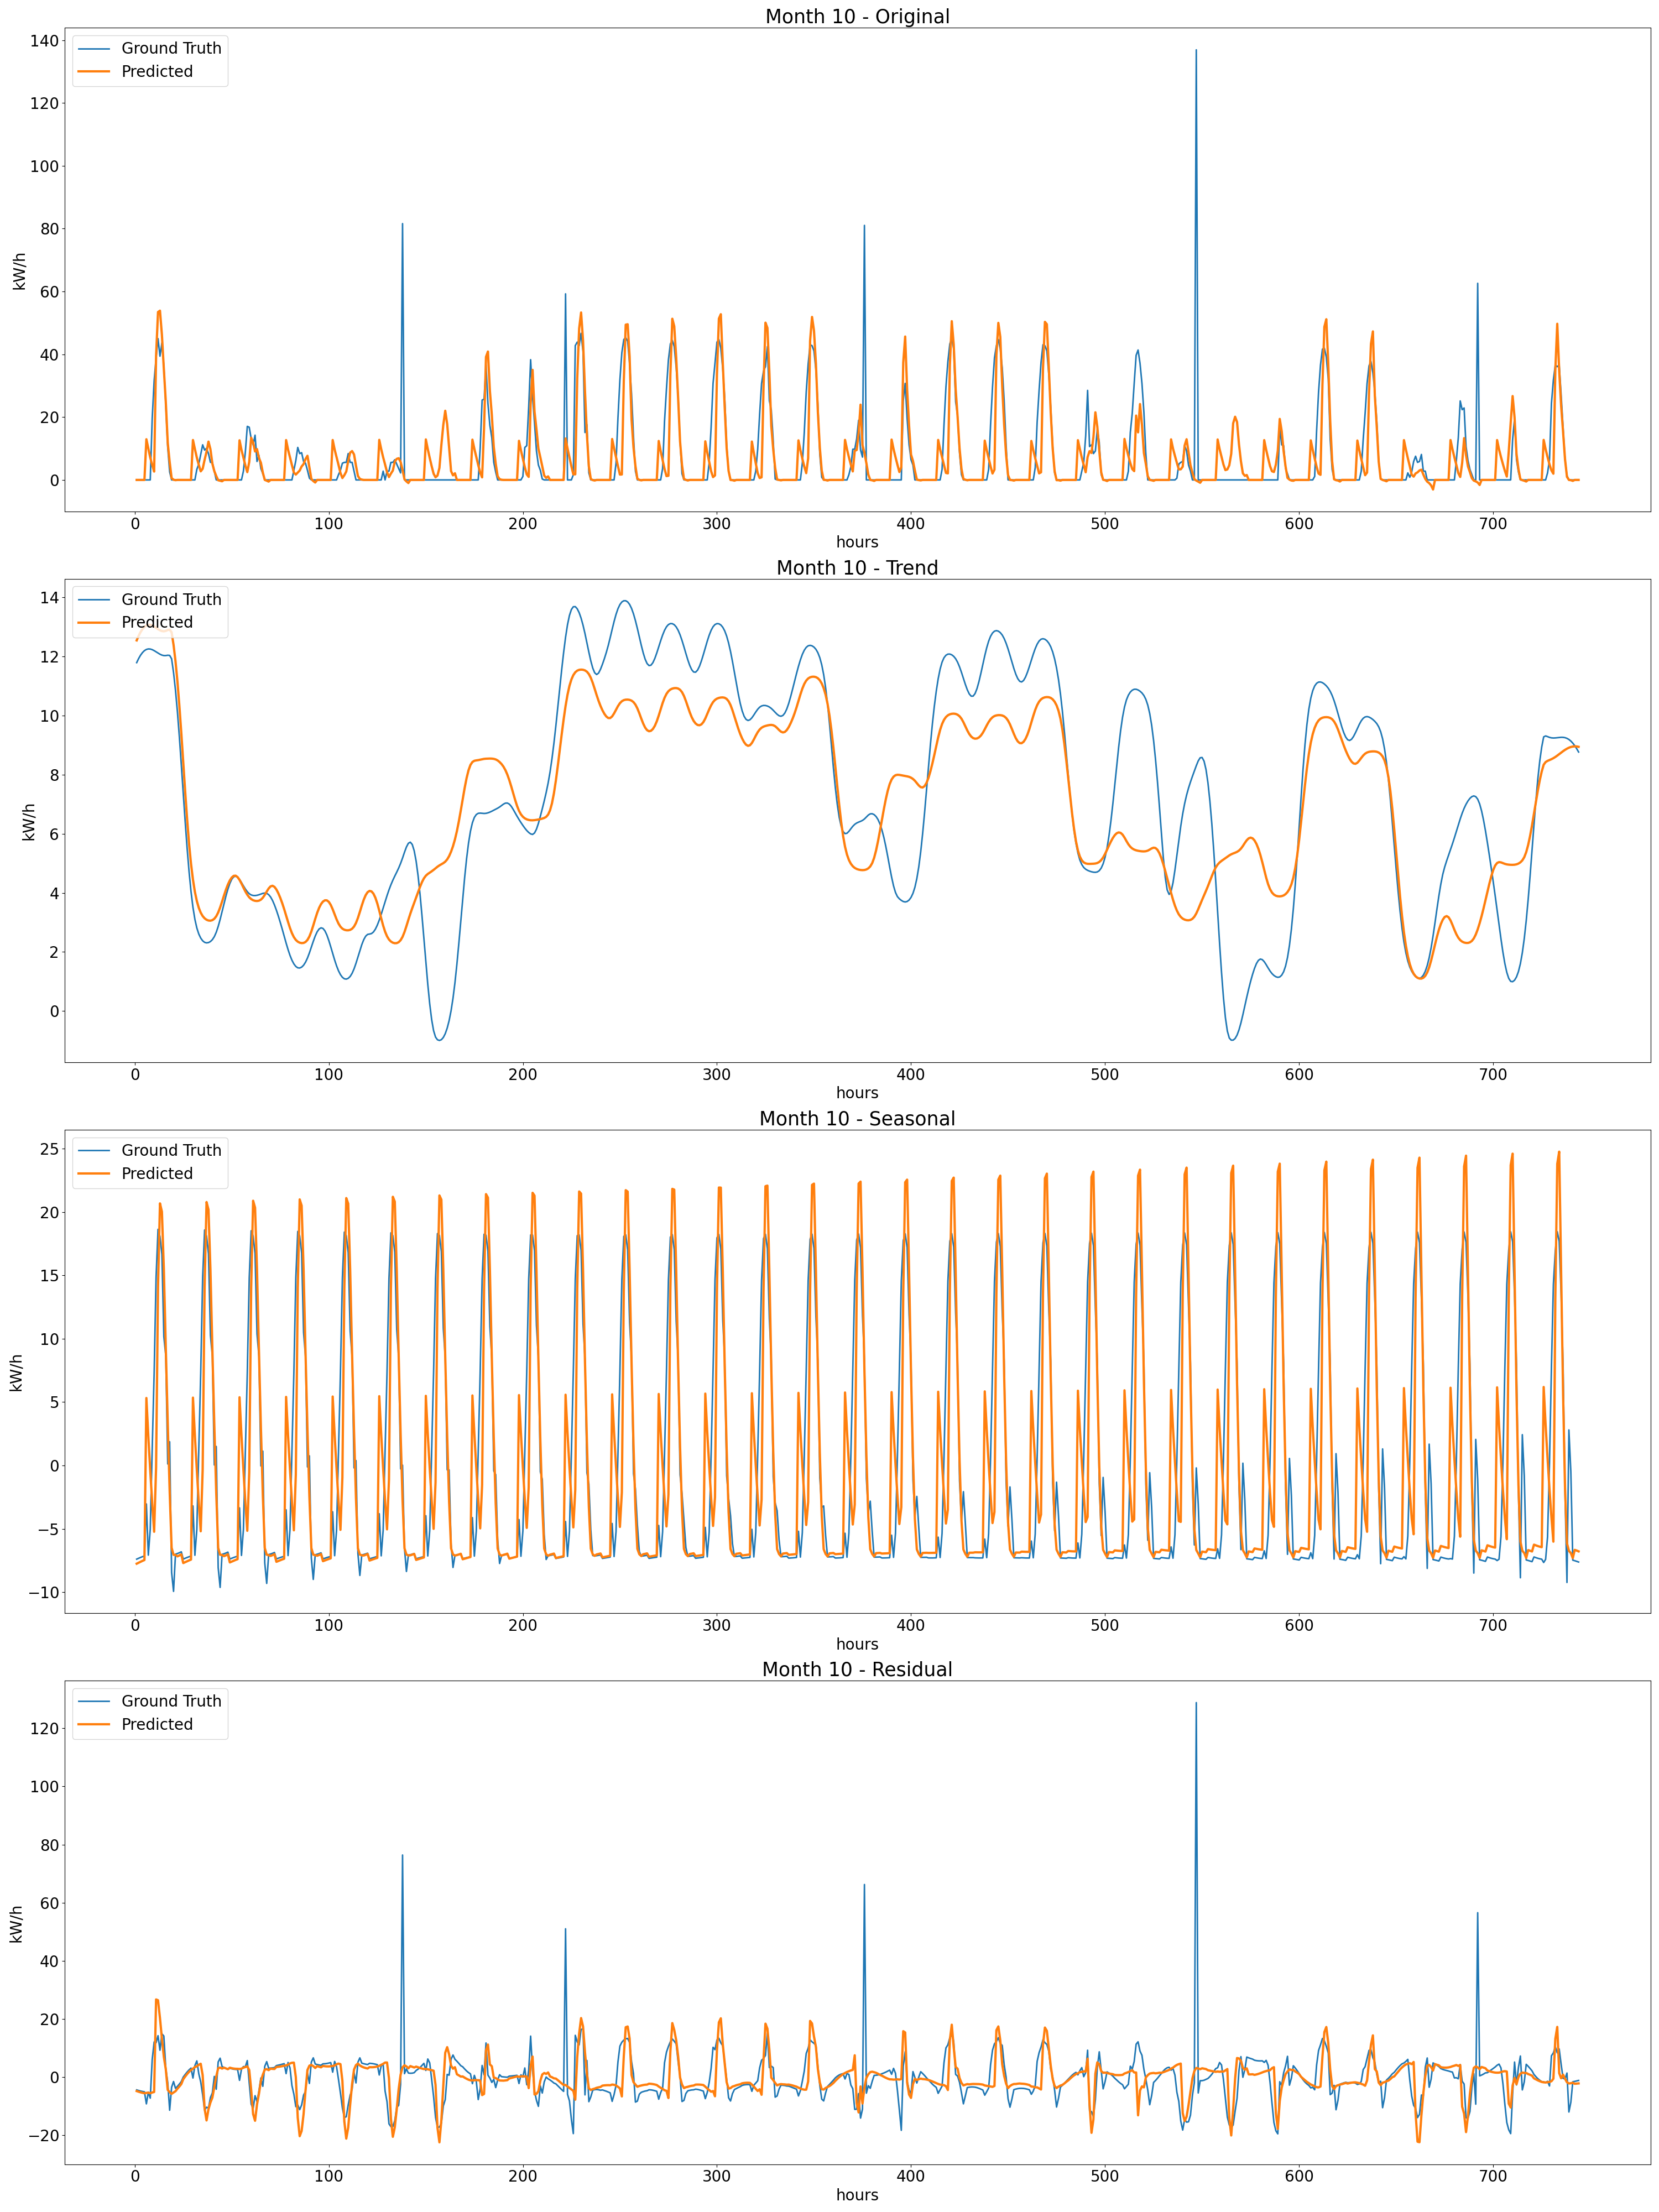 Month 10 - Original
Ground Truth
Predicted
140
120
100
80
60
40
20
0
kW/h
0 100 200 300 400 500 600 700
hours
Month 10 - Trend
Ground Truth
Predicted
14
12
10
8
6
4
2
0
kW/h
0 100 200 300 400 500 600 700
hours
Month 10 - Seasonal
Ground Truth
Predicted
25
20
15
10
5
0
−5
−10
kW/h
0 100 200 300 400 500 600 700
hours
Month 10 - Residual
Ground Truth
Predicted
120
100
80
60
40
20
0
−20
kW/h
0 100 200 300 400 500 600 700
hours